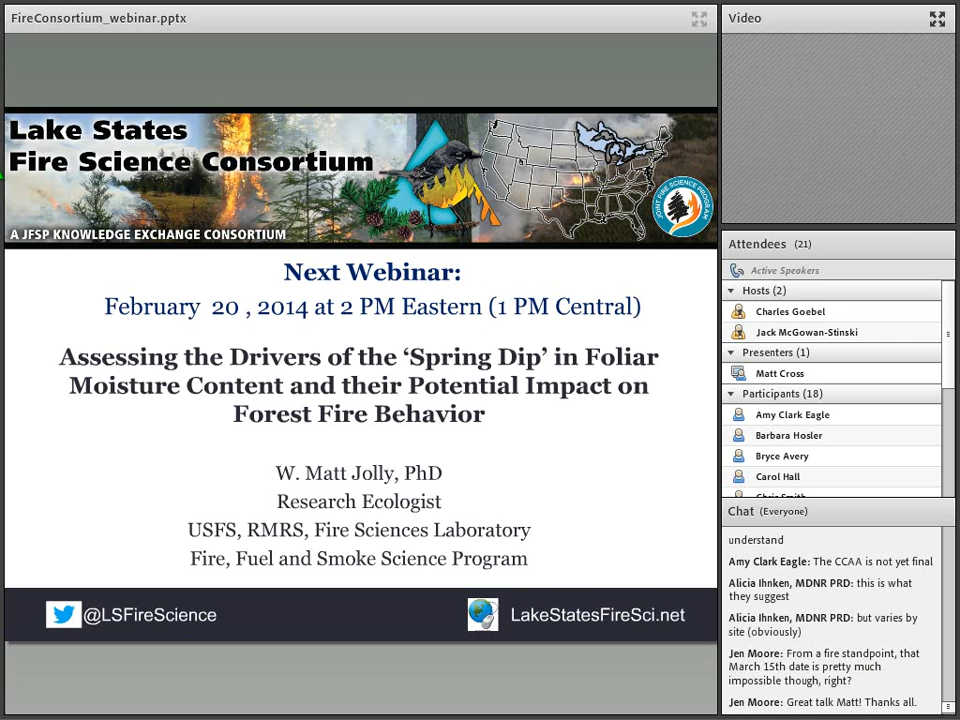 FireConsortium_webinar.pptx
Lake States
Fire Science Consortium
A JFSP KNOWLEDGE EXCHANGE CONSORTIUM
JOINT FIRE SCIENCE PROGRAM
Next Webinar:
February 20 , 2014 at 2 PM Eastern (1 PM Central)
Assessing the Drivers of the ‘Spring Dip’ in Foliar
Moisture Content and their Potential Impact on
Forest Fire Behavior
W. Matt Jolly, PhD
Research Ecologist
USFS, RMRS, Fire Sciences Laboratory
Fire, Fuel and Smoke Science Program
@LSFireScience
LakeStatesFireSci.net
Video
Attendees (21)
Active Speakers
Hosts (2)
Charles Goebel
Jack McGowan-Stinski
Presenters (1)
Matt Cross
Participants (18)
Amy Clark Eagle
Barbara Hosler
Bryce Avery
Carol Hall
Chris Smith
Chat (Everyone)
understand
Amy Clark Eagle: The CCAA is not yet final
Alicia Ihnken, MDNR PRD: this is what
they suggest
Alicia Ihnken, MDNR PRD: but varies by
site (obviously)
Jen Moore: From a fire standpoint, that
March 15th date is pretty much
impossible though, right?
Jen Moore: Great talk Matt! Thanks all.